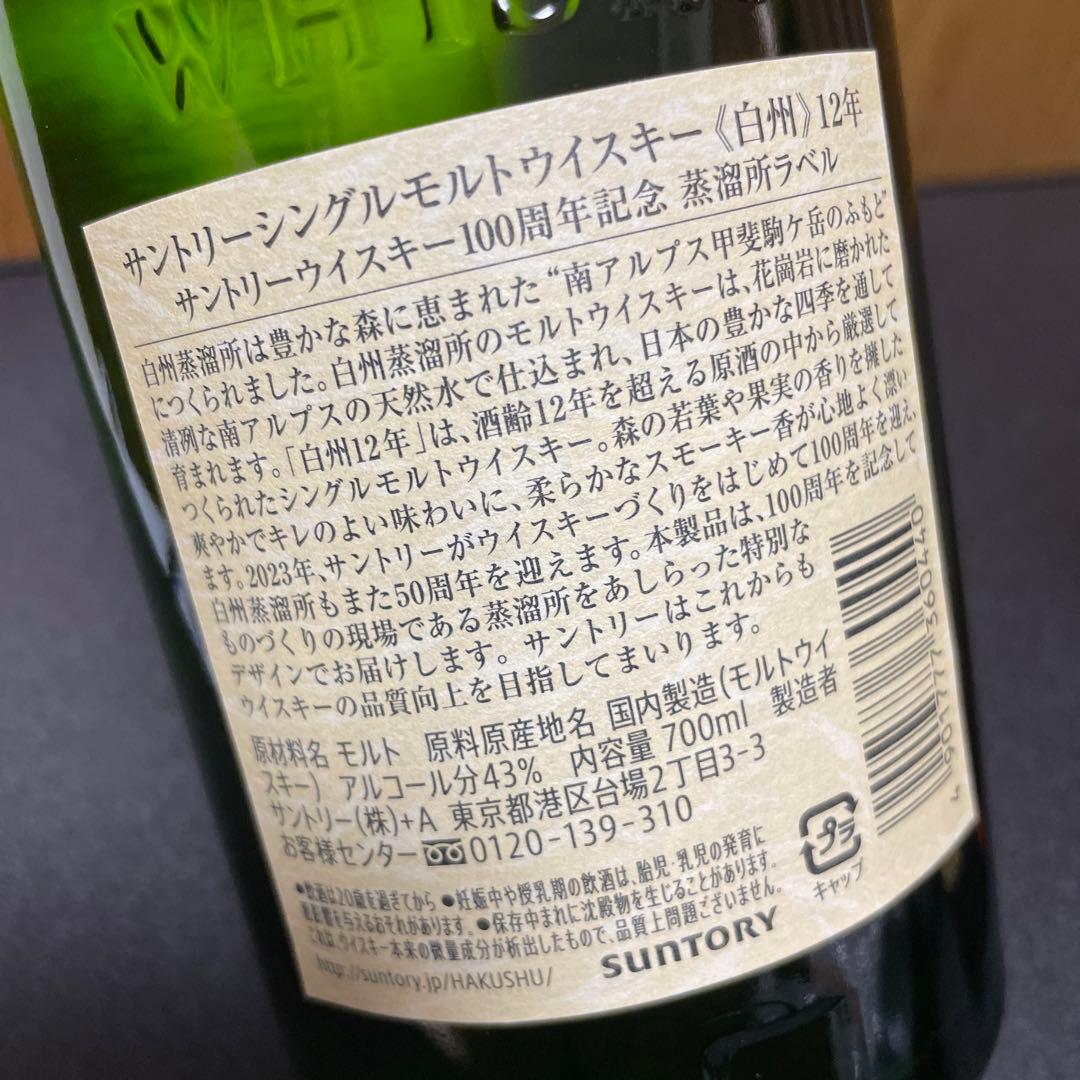 WHIS
サントリーシングルモルトウイスキー《白州》12年
サントリーウイスキー100周年記念 蒸溜所ラベル
白州蒸溜所は豊かな森に恵まれた“南アルプス甲斐駒ケ岳のふもと”
につくられました。白州蒸溜所のモルトウイスキーは、花崗岩に磨かれた
清冽な南アルプスの天然水で仕込まれ、日本の豊かな四季を通して
育まれます。「白州12年」は、酒齢12年を超える原酒の中から厳選して
つくられたシングルモルトウイスキー。森の若葉や果実の香りを擁した
爽やかでキレのよい味わいに、柔らかなスモーキー香が心地よく漂い
ます。2023年、サントリーがウイスキーづくりをはじめて100周年を迎え、
白州蒸溜所もまた50周年を迎えます。本製品は、100周年を記念して
ものづくりの現場である蒸溜所をあしらった特別な
デザインでお届けします。サントリーはこれからも
ウイスキーの品質向上を目指してまいります。
原材料名 モルト 原料原産地名 国内製造(モルトウイ
スキー) アルコール分43% 内容量 700ml 製造者
サントリー(株)+A 東京都港区台場2丁目3-3
お客様センター 0120-139-310
●飲酒は20歳を過ぎてから ●妊娠中や授乳期の飲酒は、胎児・乳児の発育に
悪影響を与えるおそれがあります。●保存中まれに沈殿物を生じることがあります。
これは、ウイスキー本来の微量成分が析出したもので、品質上問題ございません。
http://suntory.jp/HAKUSHU/
SUNTORY
プラ
キャップ
4 901777 360440